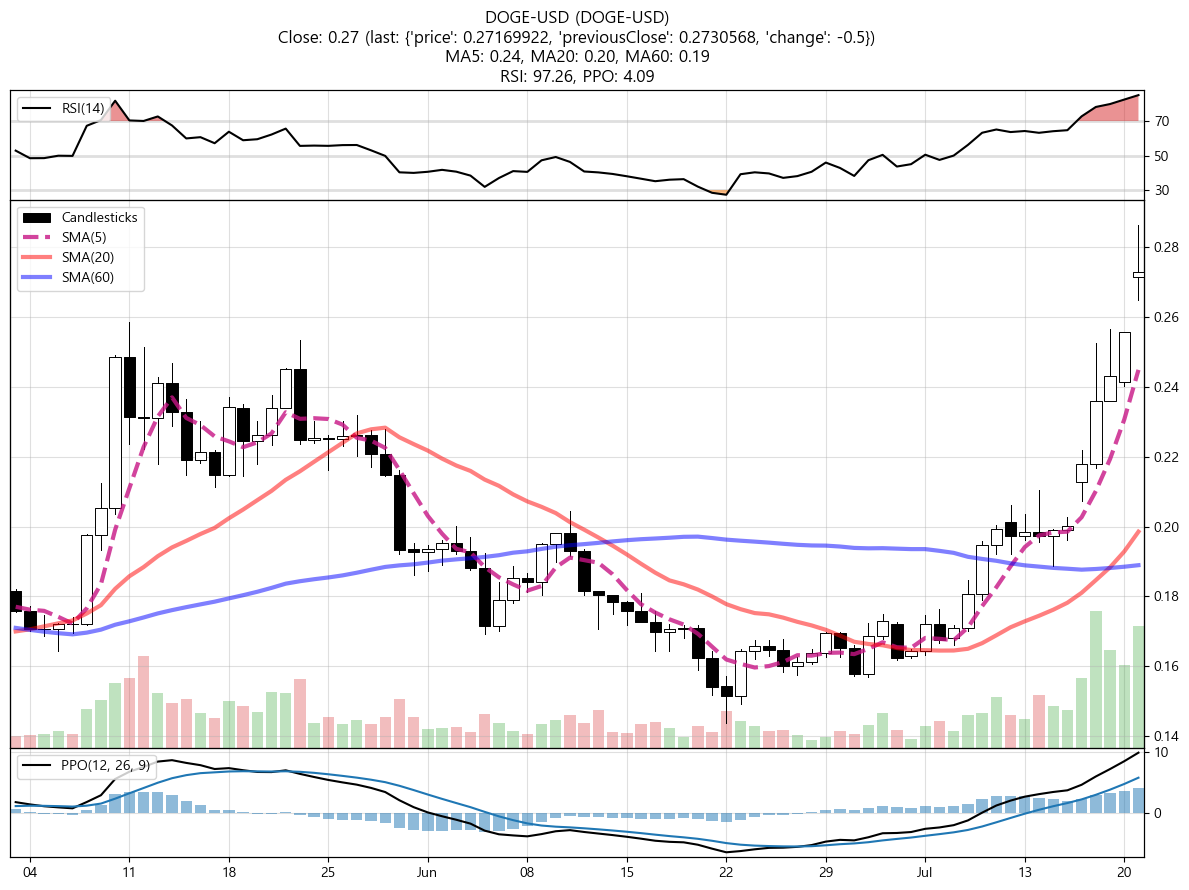 DOGE-USD (DOGE-USD)
Close: 0.27 (last: {'price': 0.27169922, 'previousClose': 0.2730568, 'change': -0.5})
MA5: 0.24, MA20: 0.20, MA60: 0.19
RSI: 97.26, PPO: 4.09
RSI(14)
70
50
30
Candlesticks
SMA(5)
SMA(20)
SMA(60)
0.28
0.26
0.24
0.22
0.20
0.18
0.16
0.14
PPO(12, 26, 9)
10
0
04 11 18 25 Jun 08 15 22 29 Jul 13 20